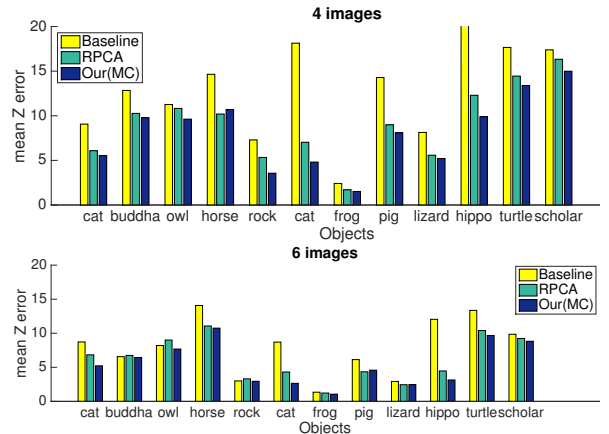 4 images
20
15
10
5
0
mean Z error
Baseline
RPCA
Our(MC)
cat buddha owl horse rock cat frog pig lizard hippo turtle scholar
Objects
6 images
20
15
10
5
0
mean Z error
Baseline
RPCA
Our(MC)
cat buddha owl horse rock cat frog pig lizard hippo turtle scholar
Objects